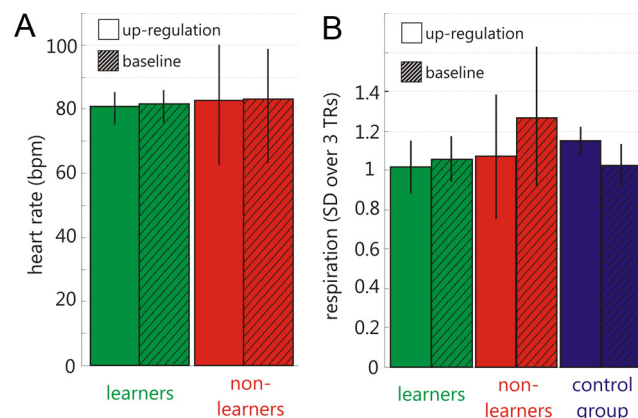 A
up-regulation
baseline
heart rate (bpm)
100
80
60
40
20
0
learners
non-
learners
B
up-regulation
baseline
respiration (SD over 3 TRs)
1.4
1.2
1
0.8
0.6
0.4
0.2
0
learners
non-
learners
control
group